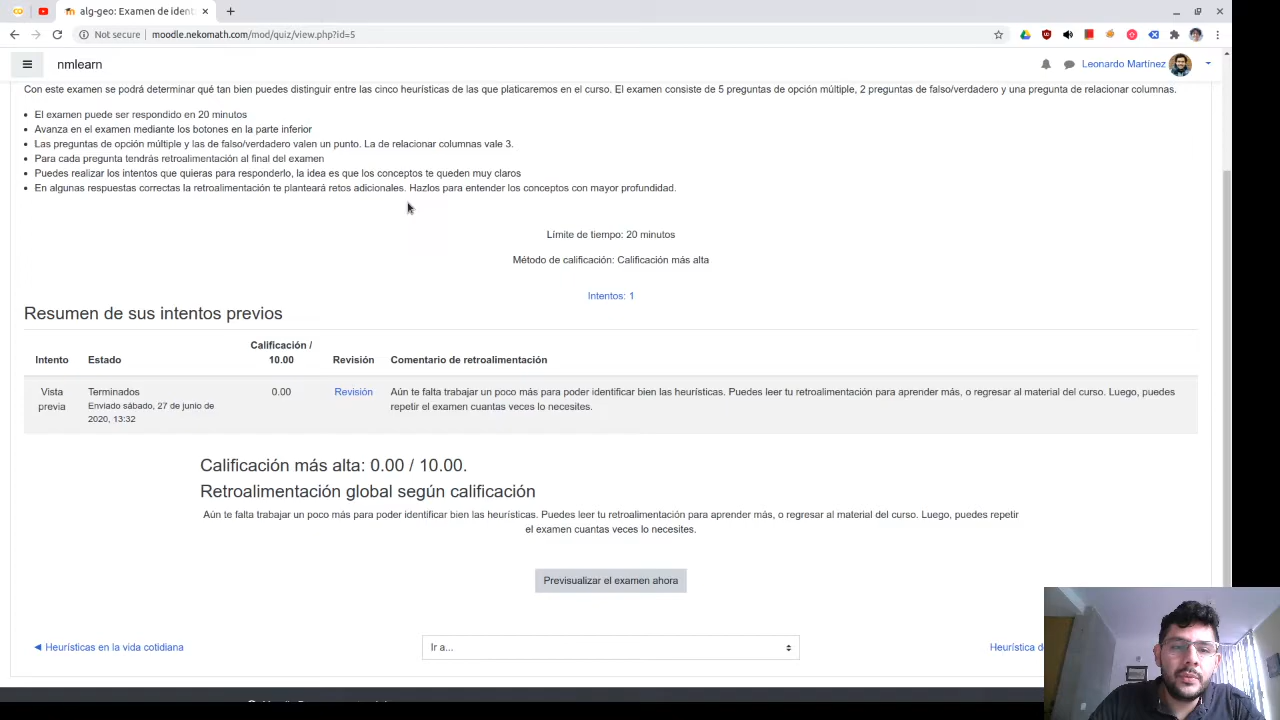 alg-geo: Examen de ident
Not secure moodle.nekomath.com/mod/quiz/view.php?id=5
nmlearn
Leonardo Martínez
Con este examen se podrá determinar qué tan bien puedes distinguir entre las cinco heurísticas de las que platicaremos en el curso. El examen consiste de 5 preguntas de opción múltiple, 2 preguntas de falso/verdadero y una pregunta de relacionar columnas.
El examen puede ser respondido en 20 minutos
Avanza en el examen mediante los botones en la parte inferior
Las preguntas de opción múltiple y las de falso/verdadero valen un punto. La de relacionar columnas vale 3.
Para cada pregunta tendrás retroalimentación al final del examen
Puedes realizar los intentos que quieras para responderlo, la idea es que los conceptos te queden muy claros
En algunas respuestas correctas la retroalimentación te planteará retos adicionales. Hazlos para entender los conceptos con mayor profundidad.
Límite de tiempo: 20 minutos
Método de calificación: Calificación más alta
Intentos: 1
Resumen de sus intentos previos
Calificación /
Intento Estado 10.00 Revisión Comentario de retroalimentación
Vista Terminados 0.00 Revisión Aún te falta trabajar un poco más para poder identificar bien las heurísticas. Puedes leer tu retroalimentación para aprender más, o regresar al material del curso. Luego, puedes
previa Enviado sábado, 27 de junio de repetir el examen cuantas veces lo necesites.
2020, 13:32
Calificación más alta: 0.00 / 10.00.
Retroalimentación global según calificación
Aún te falta trabajar un poco más para poder identificar bien las heurísticas. Puedes leer tu retroalimentación para aprender más, o regresar al material del curso. Luego, puedes repetir
el examen cuantas veces lo necesites.
Previsualizar el examen ahora
◄ Heurísticas en la vida cotidiana Ir a... Heurística d